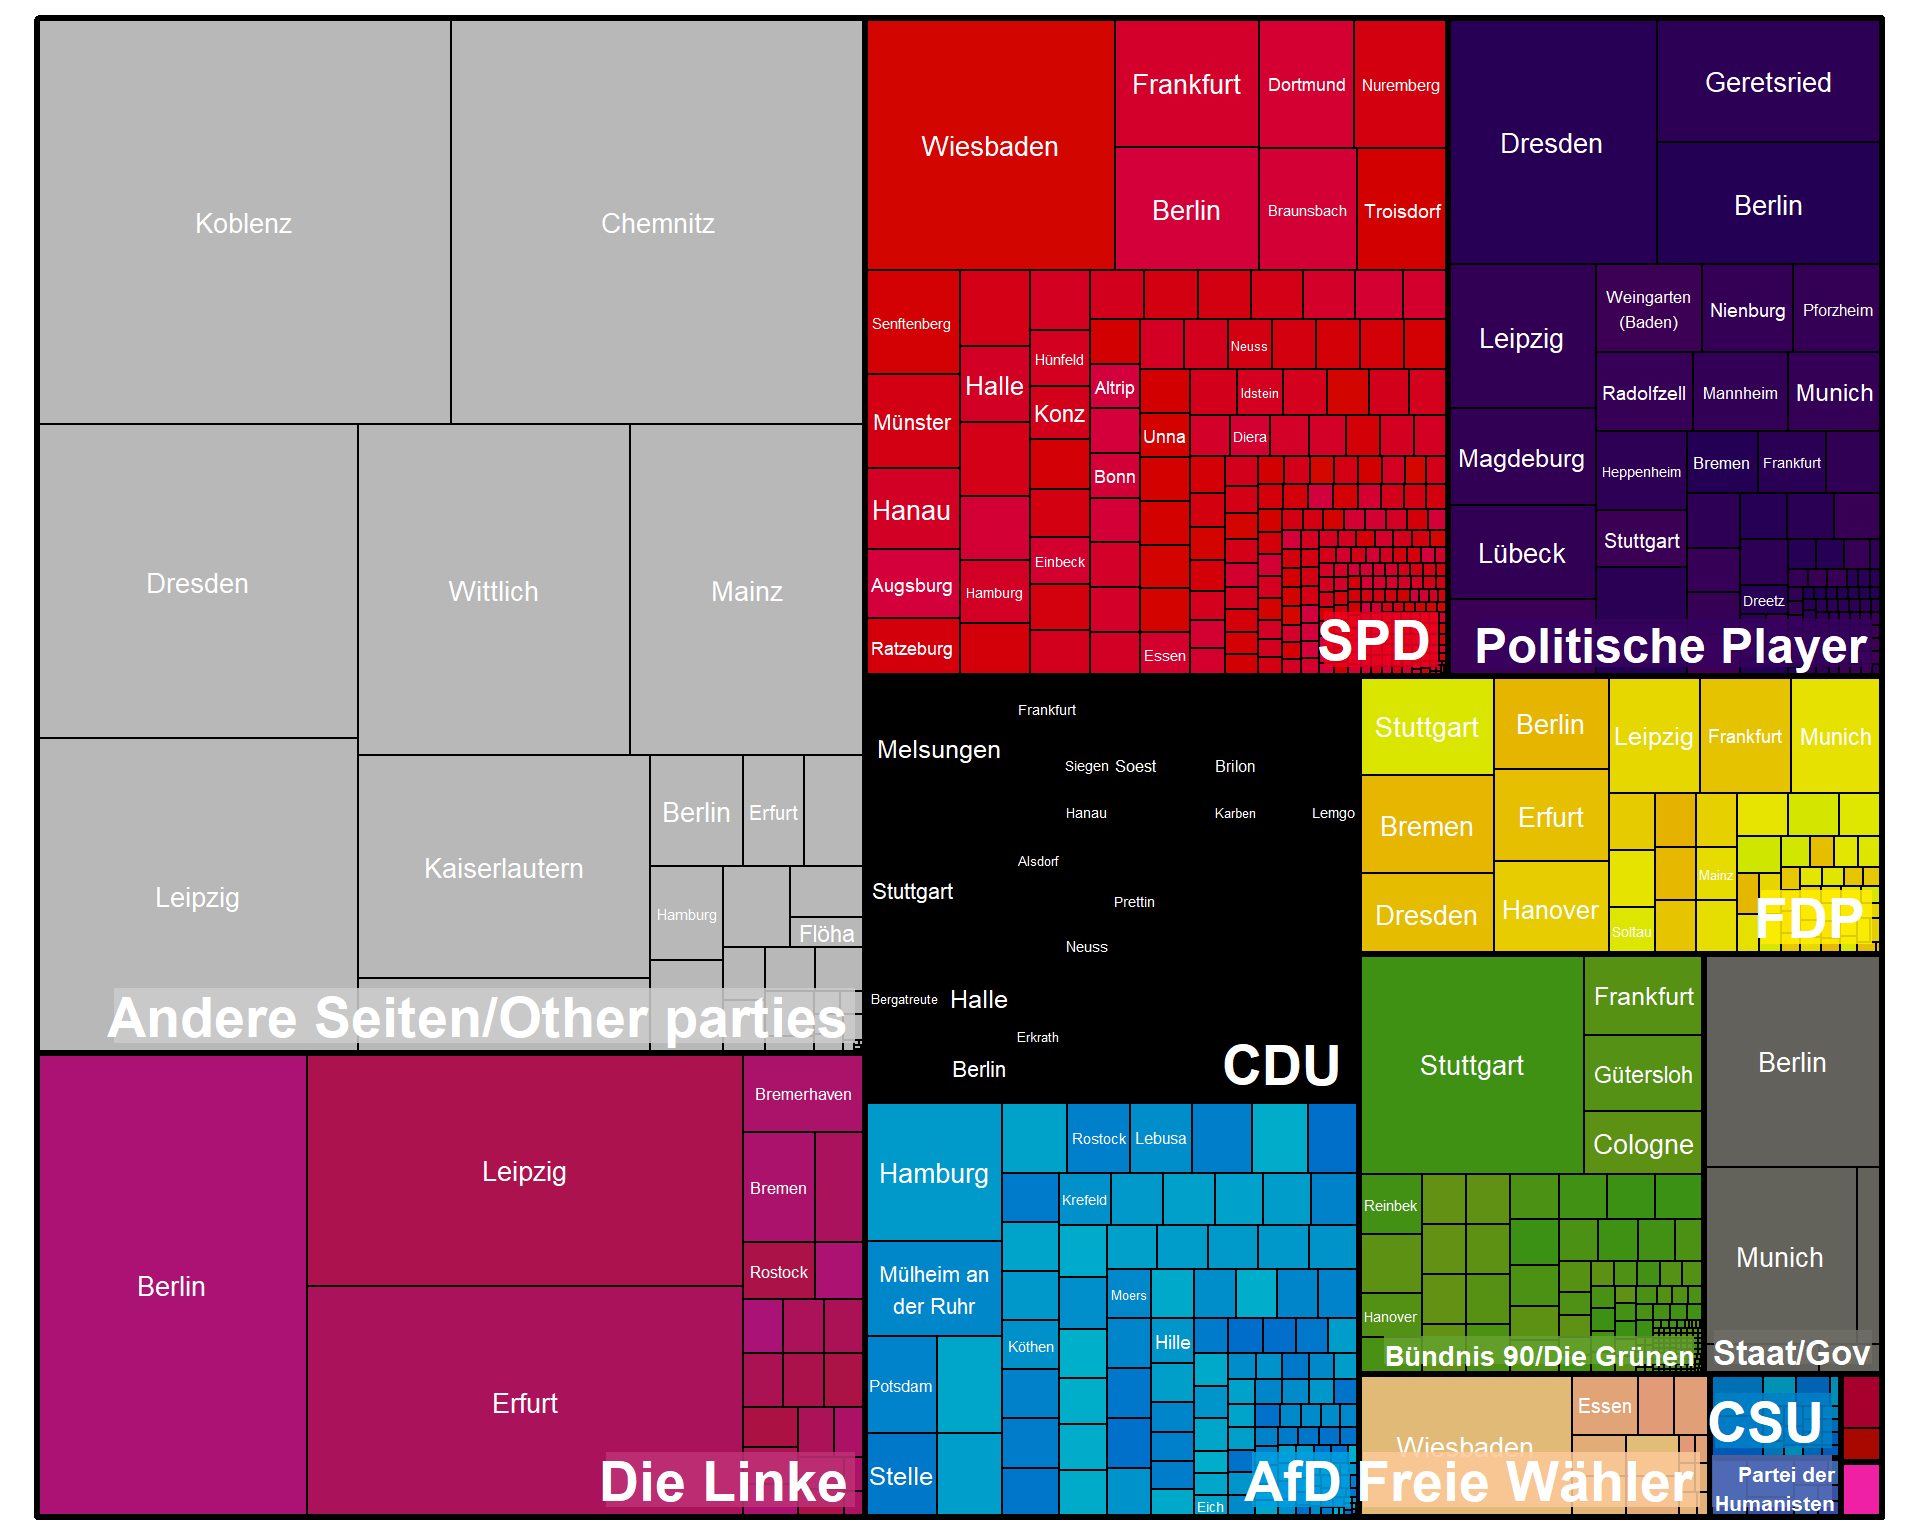 Koblenz
Chemnitz
Dresden
Wittlich
Mainz
Leipzig
Kaiserlautern
Berlin
Erfurt
Hamburg
Flöha
Andere Seiten/Other parties
Berlin
Leipzig
Erfurt
Bremerhaven
Bremen
Rostock
Die Linke
Wiesbaden
Frankfurt
Dortmund
Nuremberg
Berlin
Braunsbach
Troisdorf
Senftenberg
Münster
Hanau
Augsburg
Ratzeburg
Halle
Hamburg
Hünfeld
Konz
Einbeck
Altrip
Bonn
Unna
Essen
Neuss
Idstein
Diera
SPD
Dresden
Geretsried
Berlin
Leipzig
Magdeburg
Lübeck
Weingarten
(Baden)
Nienburg
Pforzheim
Radolfzell
Mannheim
Munich
Heppenheim
Bremen
Frankfurt
Stuttgart
Dreetz
Politische Player
Frankfurt
Melsungen
Siegen
Soest
Brilon
Hanau
Karben
Lemgo
Alsdorf
Stuttgart
Prettin
Neuss
Bergatreute
Halle
Erkrath
Berlin
CDU
Stuttgart
Berlin
Leipzig
Frankfurt
Munich
Bremen
Erfurt
Dresden
Hanover
Mainz
Soltau
FDP
Hamburg
Rostock
Lebusa
Krefeld
Mülheim an
der Ruhr
Moers
Köthen
Hille
Potsdam
Stelle
Eich
AfD
Stuttgart
Frankfurt
Gütersloh
Cologne
Reinbek
Hanover
Bündnis 90/Die Grünen
Berlin
Munich
Staat/Gov
Wiesbaden
Essen
Freie Wähler
CSU
Partei der
Humanisten